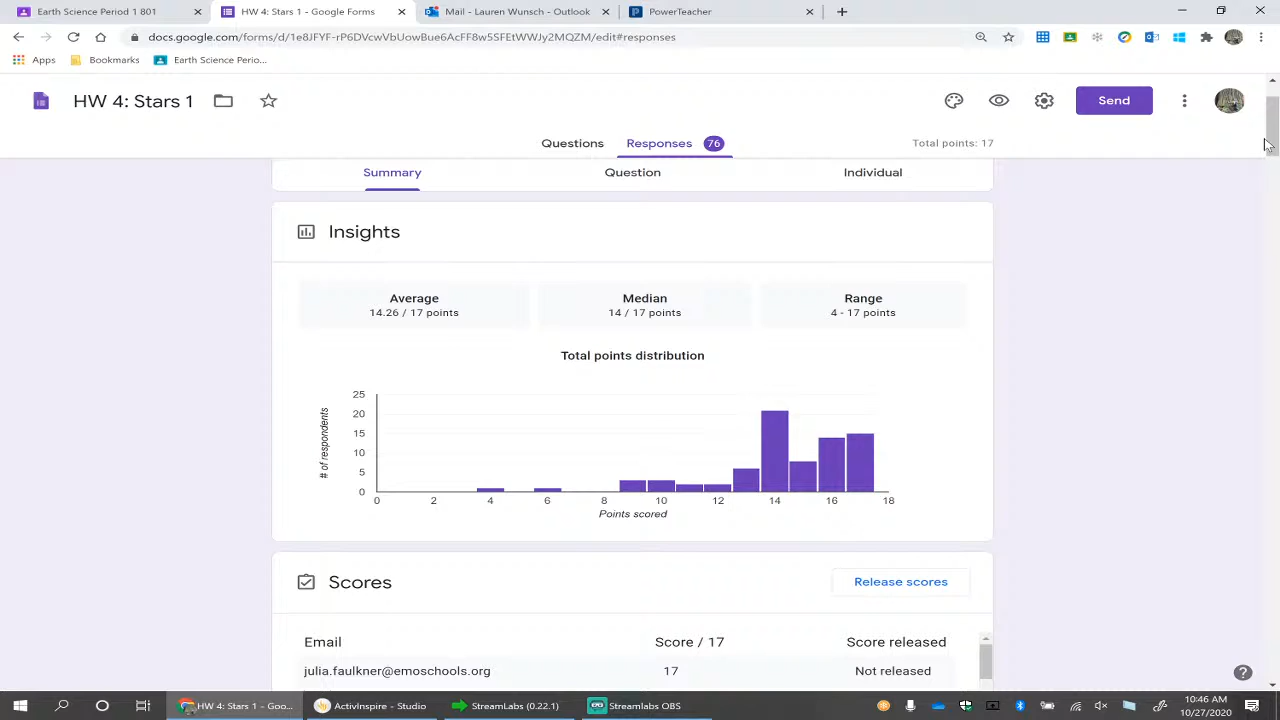 Earth Science Period 1 801
HW 4: Stars 1 - Google Forms
Mail - Lauren Wunsch - Outlook
PowerTeacher
docs.google.com/forms/d/1e8JFYF-rP6DVcwVbUowBue6AcFF8w5SFEtWWJy2MQZM/edit#responses
Apps
Bookmarks
Earth Science Perio...
HW 4: Stars 1
Send
Questions
Responses 76
Total points: 17
Summary
Question
Individual
Insights
Average
14.26 / 17 points
Median
14 / 17 points
Range
4 - 17 points
Total points distribution
# of respondents
25
20
15
10
5
0
0 2 4 6 8 10 12 14 16 18
Points scored
Scores
Release scores
Email Score / 17 Score released
julia.faulkner@emoschools.org 17 Not released
HW 4: Stars 1 - Goo...
ActivInspire - Studio
StreamLabs (0.22.1)
Streamlabs OBS
10:46 AM
10/27/2020